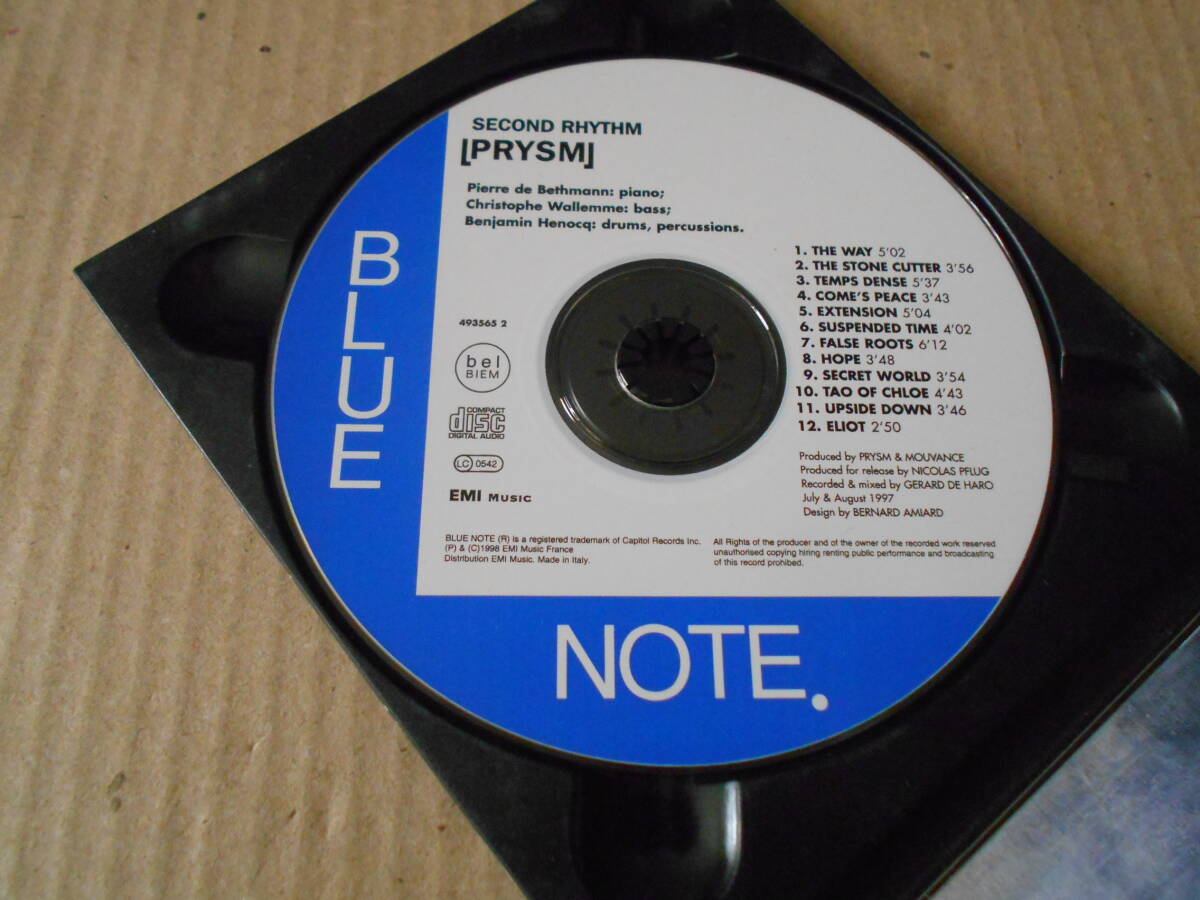 SECOND RHYTHM
[PRYSM]
Pierre de Bethmann: piano;
Christophe Wallemme: bass;
Benjamin Henocq: drums, percussions.
1. THE WAY 5'02
2. THE STONE CUTTER 3'56
3. TEMPS DENSE 5'37
4. COME'S PEACE 3'43
5. EXTENSION 5'04
6. SUSPENDED TIME 4'02
7. FALSE ROOTS 6'12
8. HOPE 3'48
9. SECRET WORLD 3'54
10. TAO OF CHLOE 4'43
11. UPSIDE DOWN 3'46
12. ELIOT 2'50
493565 2
bel
BIEM
COMPACT
disc
DIGITAL AUDIO
LC 0542
EMI MUSIC
Produced by PRYSM & MOUVANCE
Produced for release by NICOLAS PFLUG
Recorded & mixed by GERARD DE HARO
July & August 1997
Design by BERNARD AMIARD
BLUE NOTE (R) is a registered trademark of Capitol Records Inc.
(P) & (C)1998 EMI Music France
Distribution EMI Music. Made in Italy.
All Rights of the producer and of the owner of the recorded work reserved
unauthorised copying hiring renting public performance and broadcasting
of this record prohibed.
BLUE
NOTE.